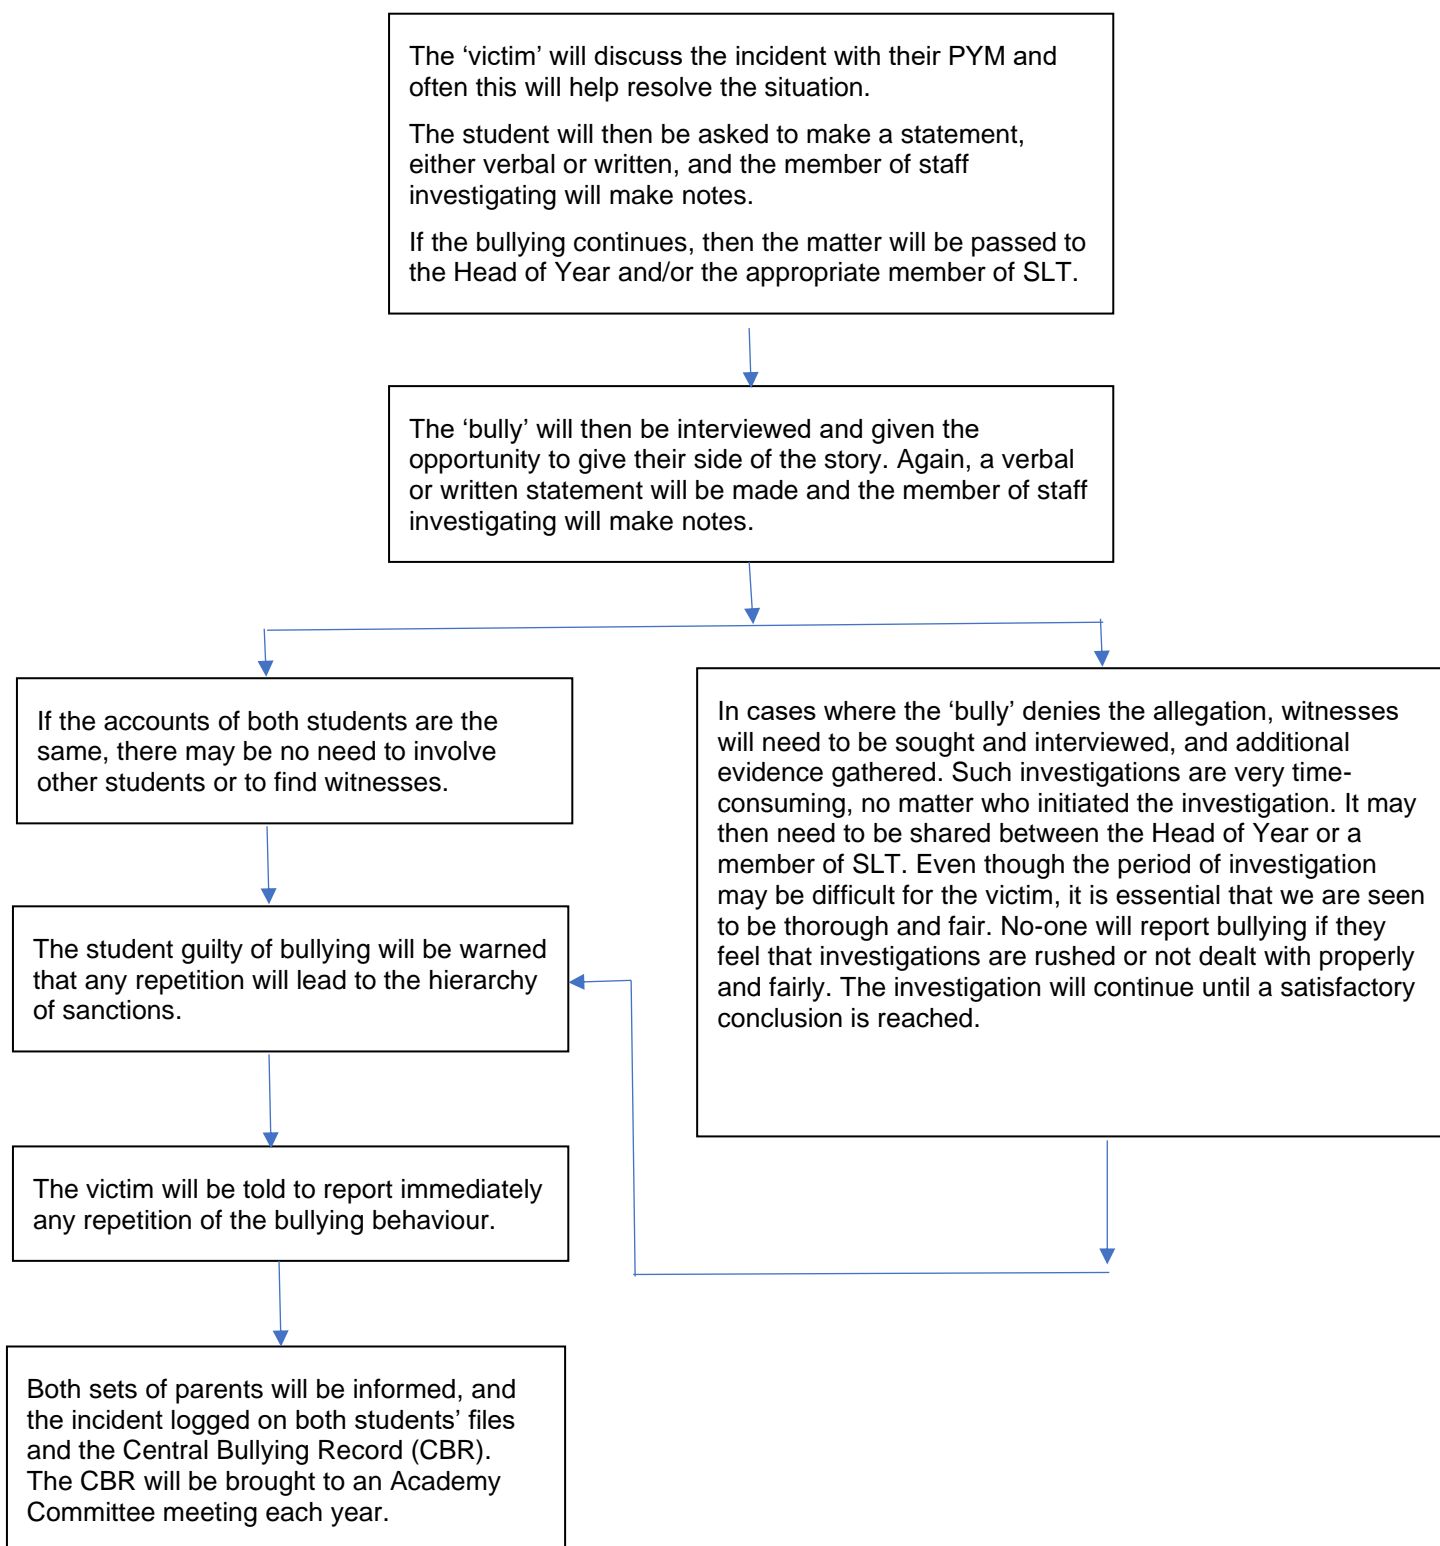 The ‘victim’ will discuss the incident with their PYM and
often this will help resolve the situation.
The student will then be asked to make a statement,
either verbal or written, and the member of staff
investigating will make notes.
If the bullying continues, then the matter will be passed to
the Head of Year and/or the appropriate member of SLT.
The ‘bully’ will then be interviewed and given the
opportunity to give their side of the story. Again, a verbal
or written statement will be made and the member of staff
investigating will make notes.
If the accounts of both students are the
same, there may be no need to involve
other students or to find witnesses.
In cases where the ‘bully’ denies the allegation, witnesses
will need to be sought and interviewed, and additional
evidence gathered. Such investigations are very time-
consuming, no matter who initiated the investigation. It may
then need to be shared between the Head of Year or a
member of SLT. Even though the period of investigation
may be difficult for the victim, it is essential that we are seen
to be thorough and fair. No-one will report bullying if they
feel that investigations are rushed or not dealt with properly
and fairly. The investigation will continue until a satisfactory
conclusion is reached.
The student guilty of bullying will be warned
that any repetition will lead to the hierarchy
of sanctions.
The victim will be told to report immediately
any repetition of the bullying behaviour.
Both sets of parents will be informed, and
the incident logged on both students’ files
and the Central Bullying Record (CBR).
The CBR will be brought to an Academy
Committee meeting each year.